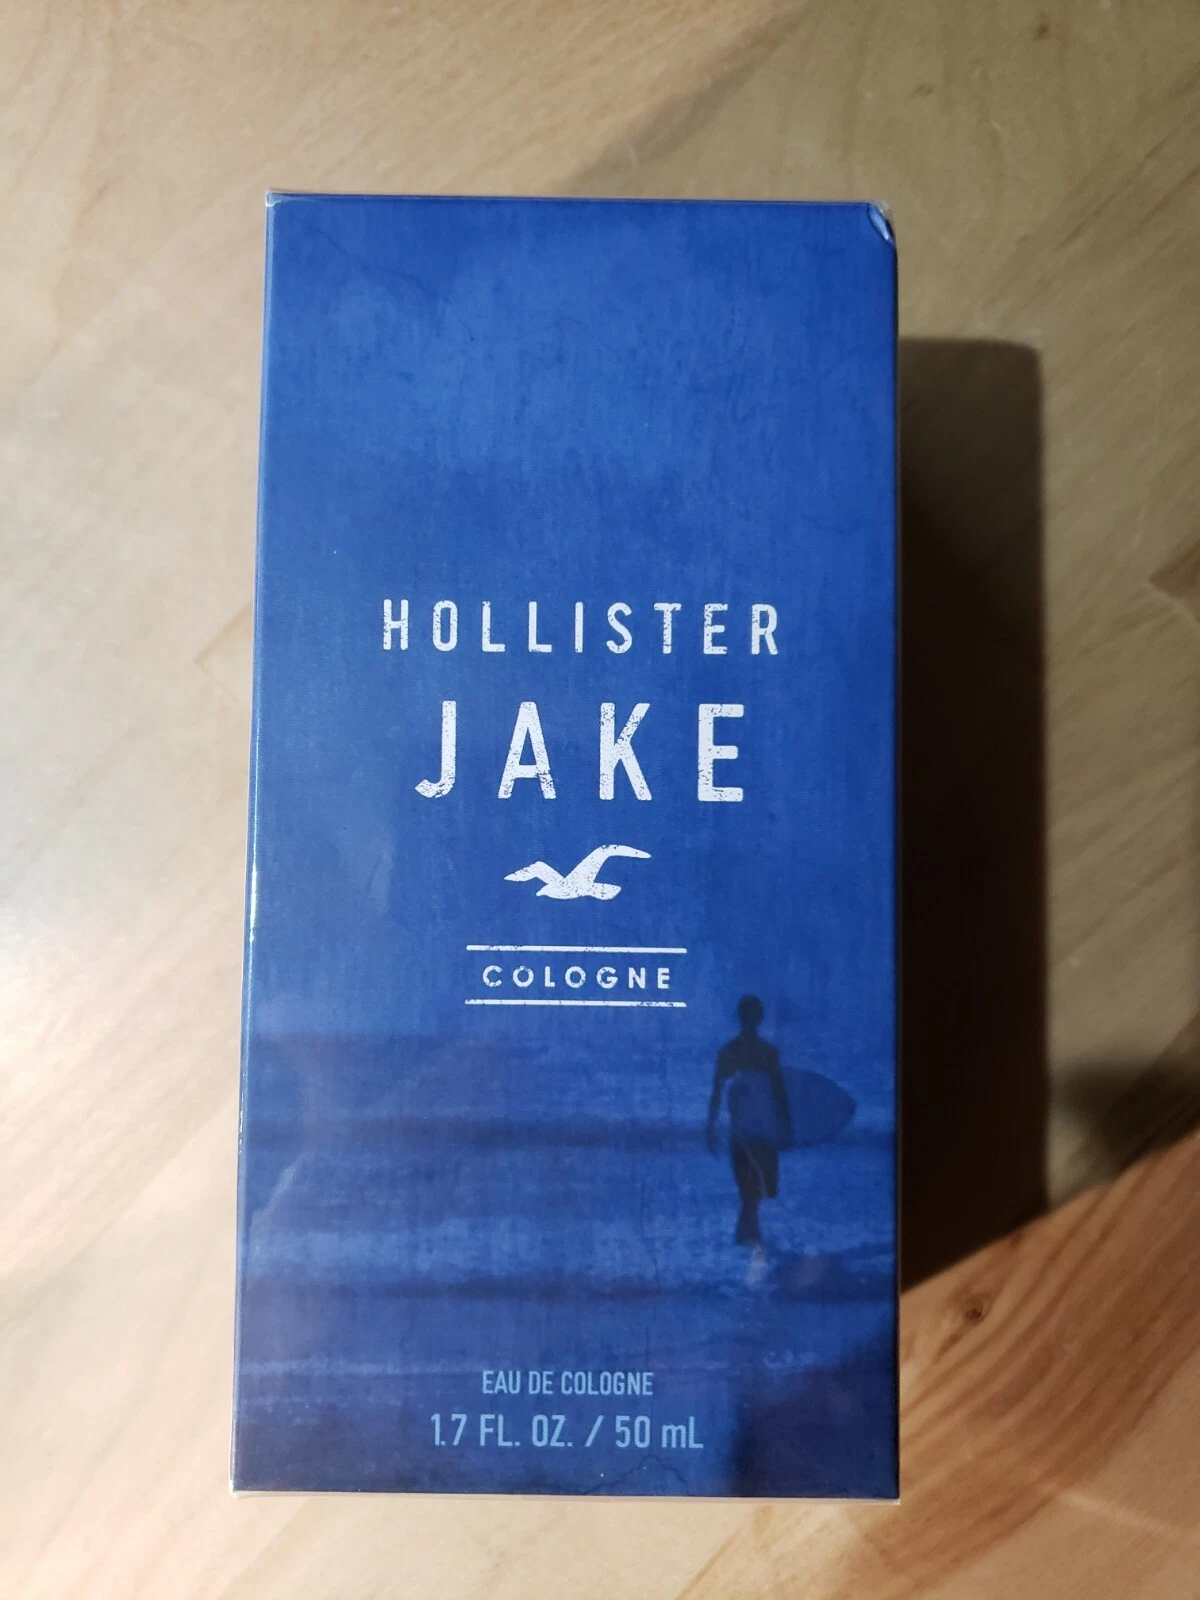 HOLLISTER
JAKE
COLOGNE
EAU DE COLOGNE
1.7 FL. OZ. / 50 mL